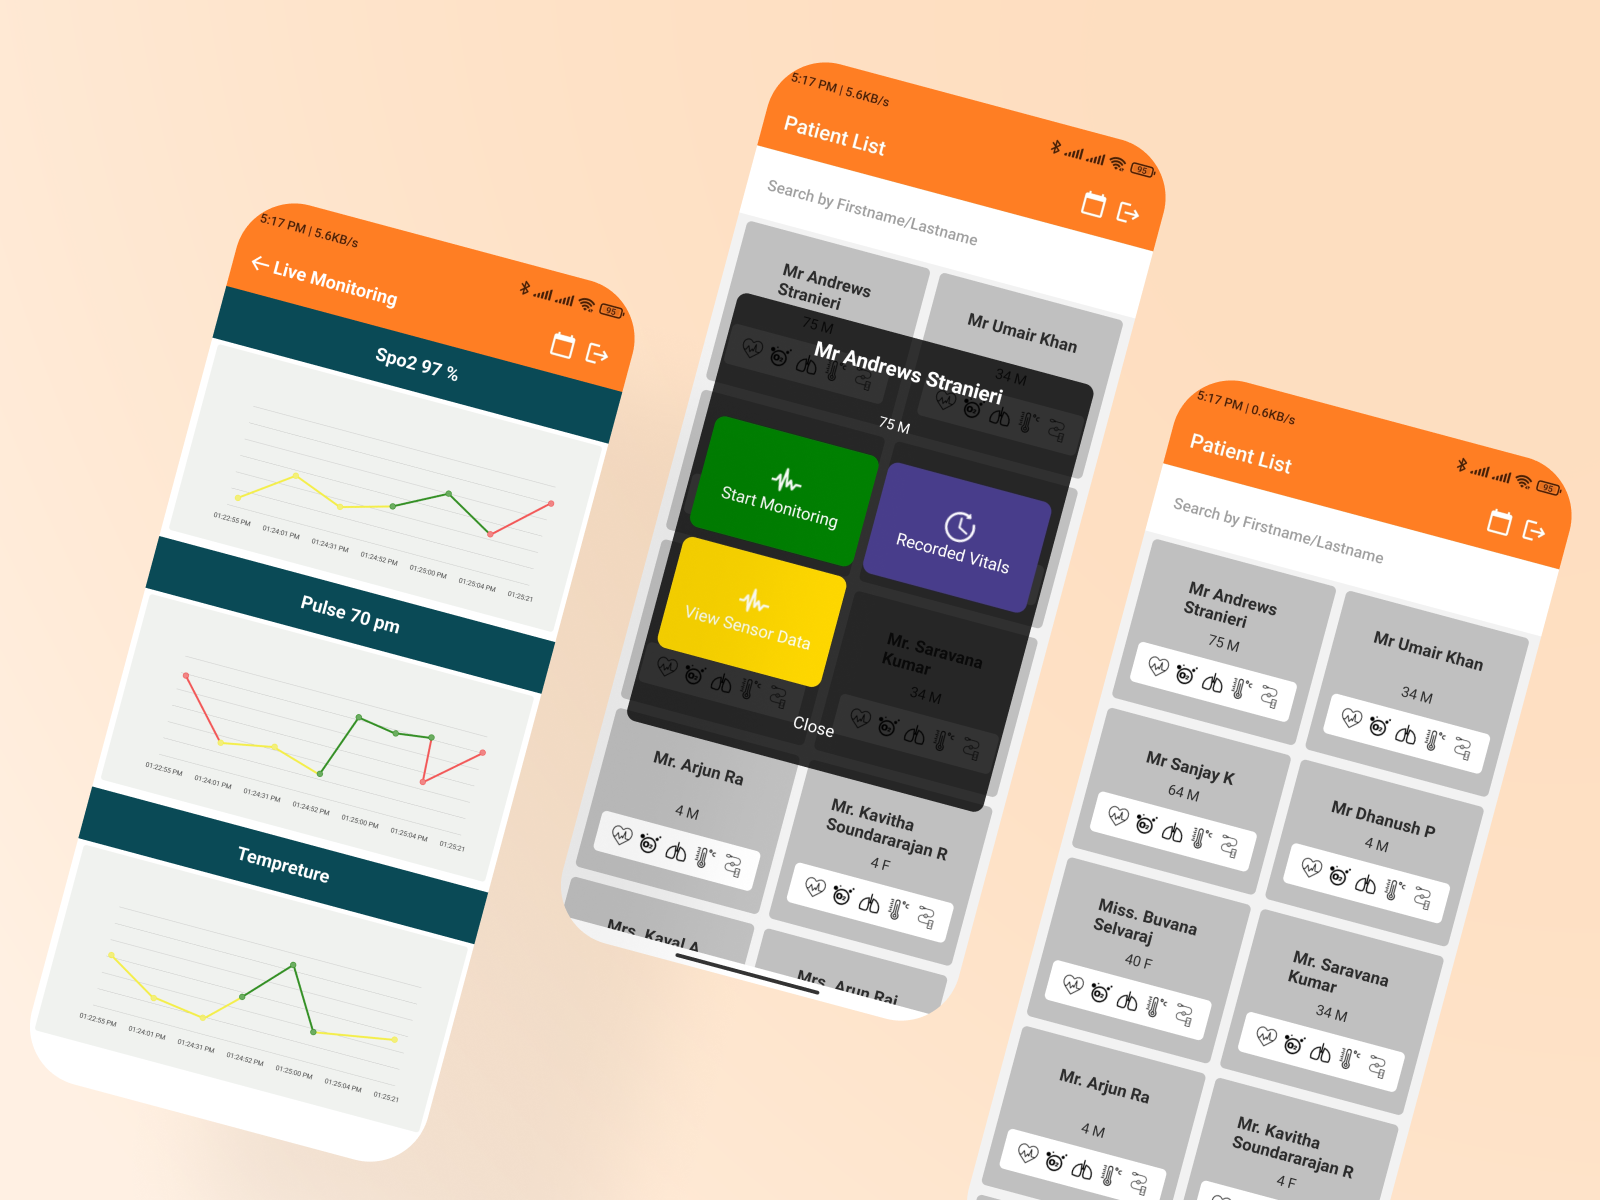 5:17 PM | 5.6KB/s
95
Live Monitoring
Spo2 97 %
01:22:55 PM
01:24:01 PM
01:24:31 PM
01:24:52 PM
01:25:00 PM
01:25:04 PM
01:25:21
Pulse 70 pm
01:22:55 PM
01:24:01 PM
01:24:31 PM
01:24:52 PM
01:25:00 PM
01:25:04 PM
01:25:21
Tempreture
01:22:55 PM
01:24:01 PM
01:24:31 PM
01:24:52 PM
01:25:00 PM
01:25:04 PM
01:25:21
5:17 PM | 5.6KB/s
95
Patient List
Search by Firstname/Lastname
Mr Andrews
Stranieri
75 M
Mr Umair Khan
34 M
Mr Andrews Stranieri
75 M
Start Monitoring
Recorded Vitals
View Sensor Data
Mr. Saravana
Kumar
34 M
Close
Mr. Arjun Ra
4 M
Mr. Kavitha
Soundararajan R
4 F
Mrs. Kayal A
Mrs. Arun Raj
5:17 PM | 0.6KB/s
95
Patient List
Search by Firstname/Lastname
Mr Andrews
Stranieri
75 M
Mr Umair Khan
34 M
Mr Sanjay K
64 M
Mr Dhanush P
4 M
Miss. Buvana
Selvaraj
40 F
Mr. Saravana
Kumar
34 M
Mr. Arjun Ra
4 M
Mr. Kavitha
Soundararajan R
4 F